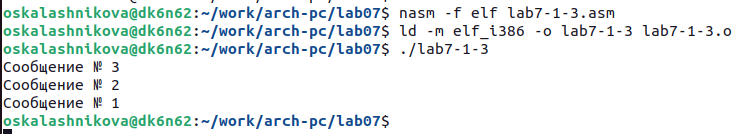 oskalashnikova@dk6n62:~/work/arch-pc/lab07$ nasm -f elf lab7-1-3.asm
oskalashnikova@dk6n62:~/work/arch-pc/lab07$ ld -m elf_i386 -o lab7-1-3 lab7-1-3.o
oskalashnikova@dk6n62:~/work/arch-pc/lab07$ ./lab7-1-3
Сообщение № 3
Сообщение № 2
Сообщение № 1
oskalashnikova@dk6n62:~/work/arch-pc/lab07$